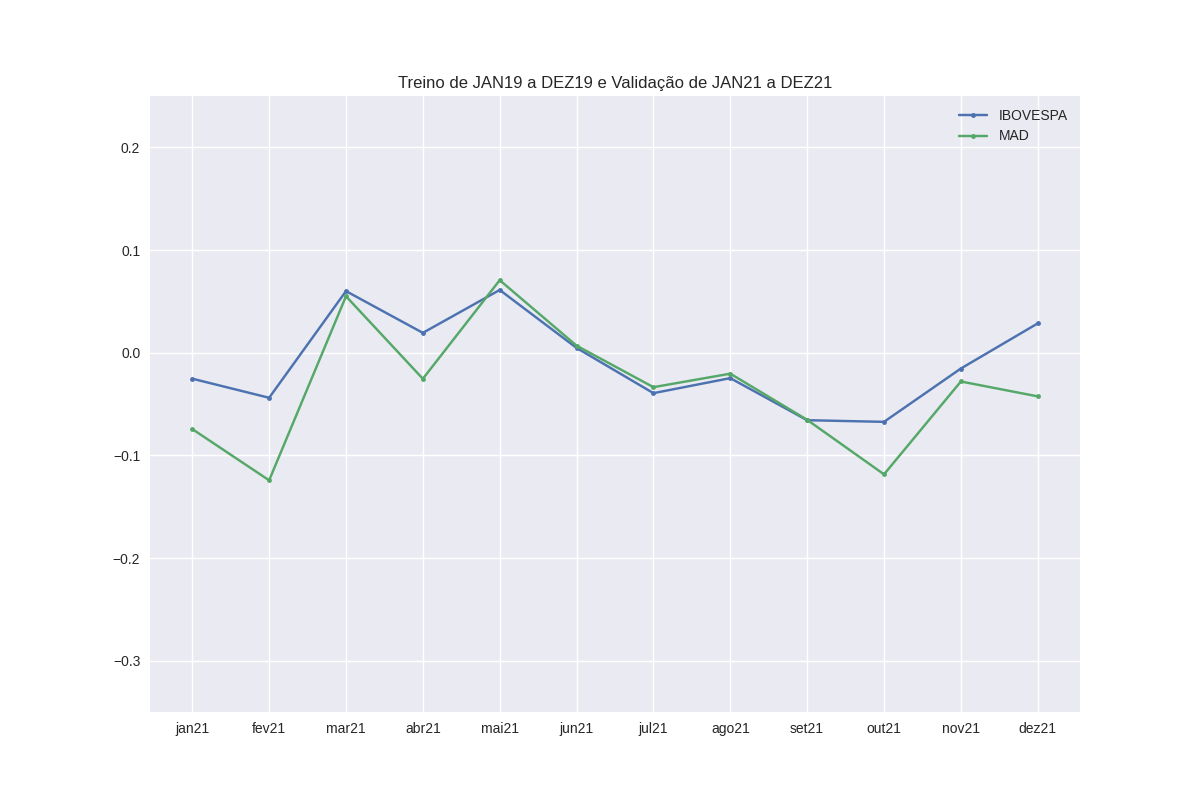 Treino de JAN19 a DEZ19 e Validação de JAN21 a DEZ21
IBOVESPA
MAD
0.2
0.1
0.0
−0.1
−0.2
−0.3
jan21 fev21 mar21 abr21 mai21 jun21 jul21 ago21 set21 out21 nov21 dez21